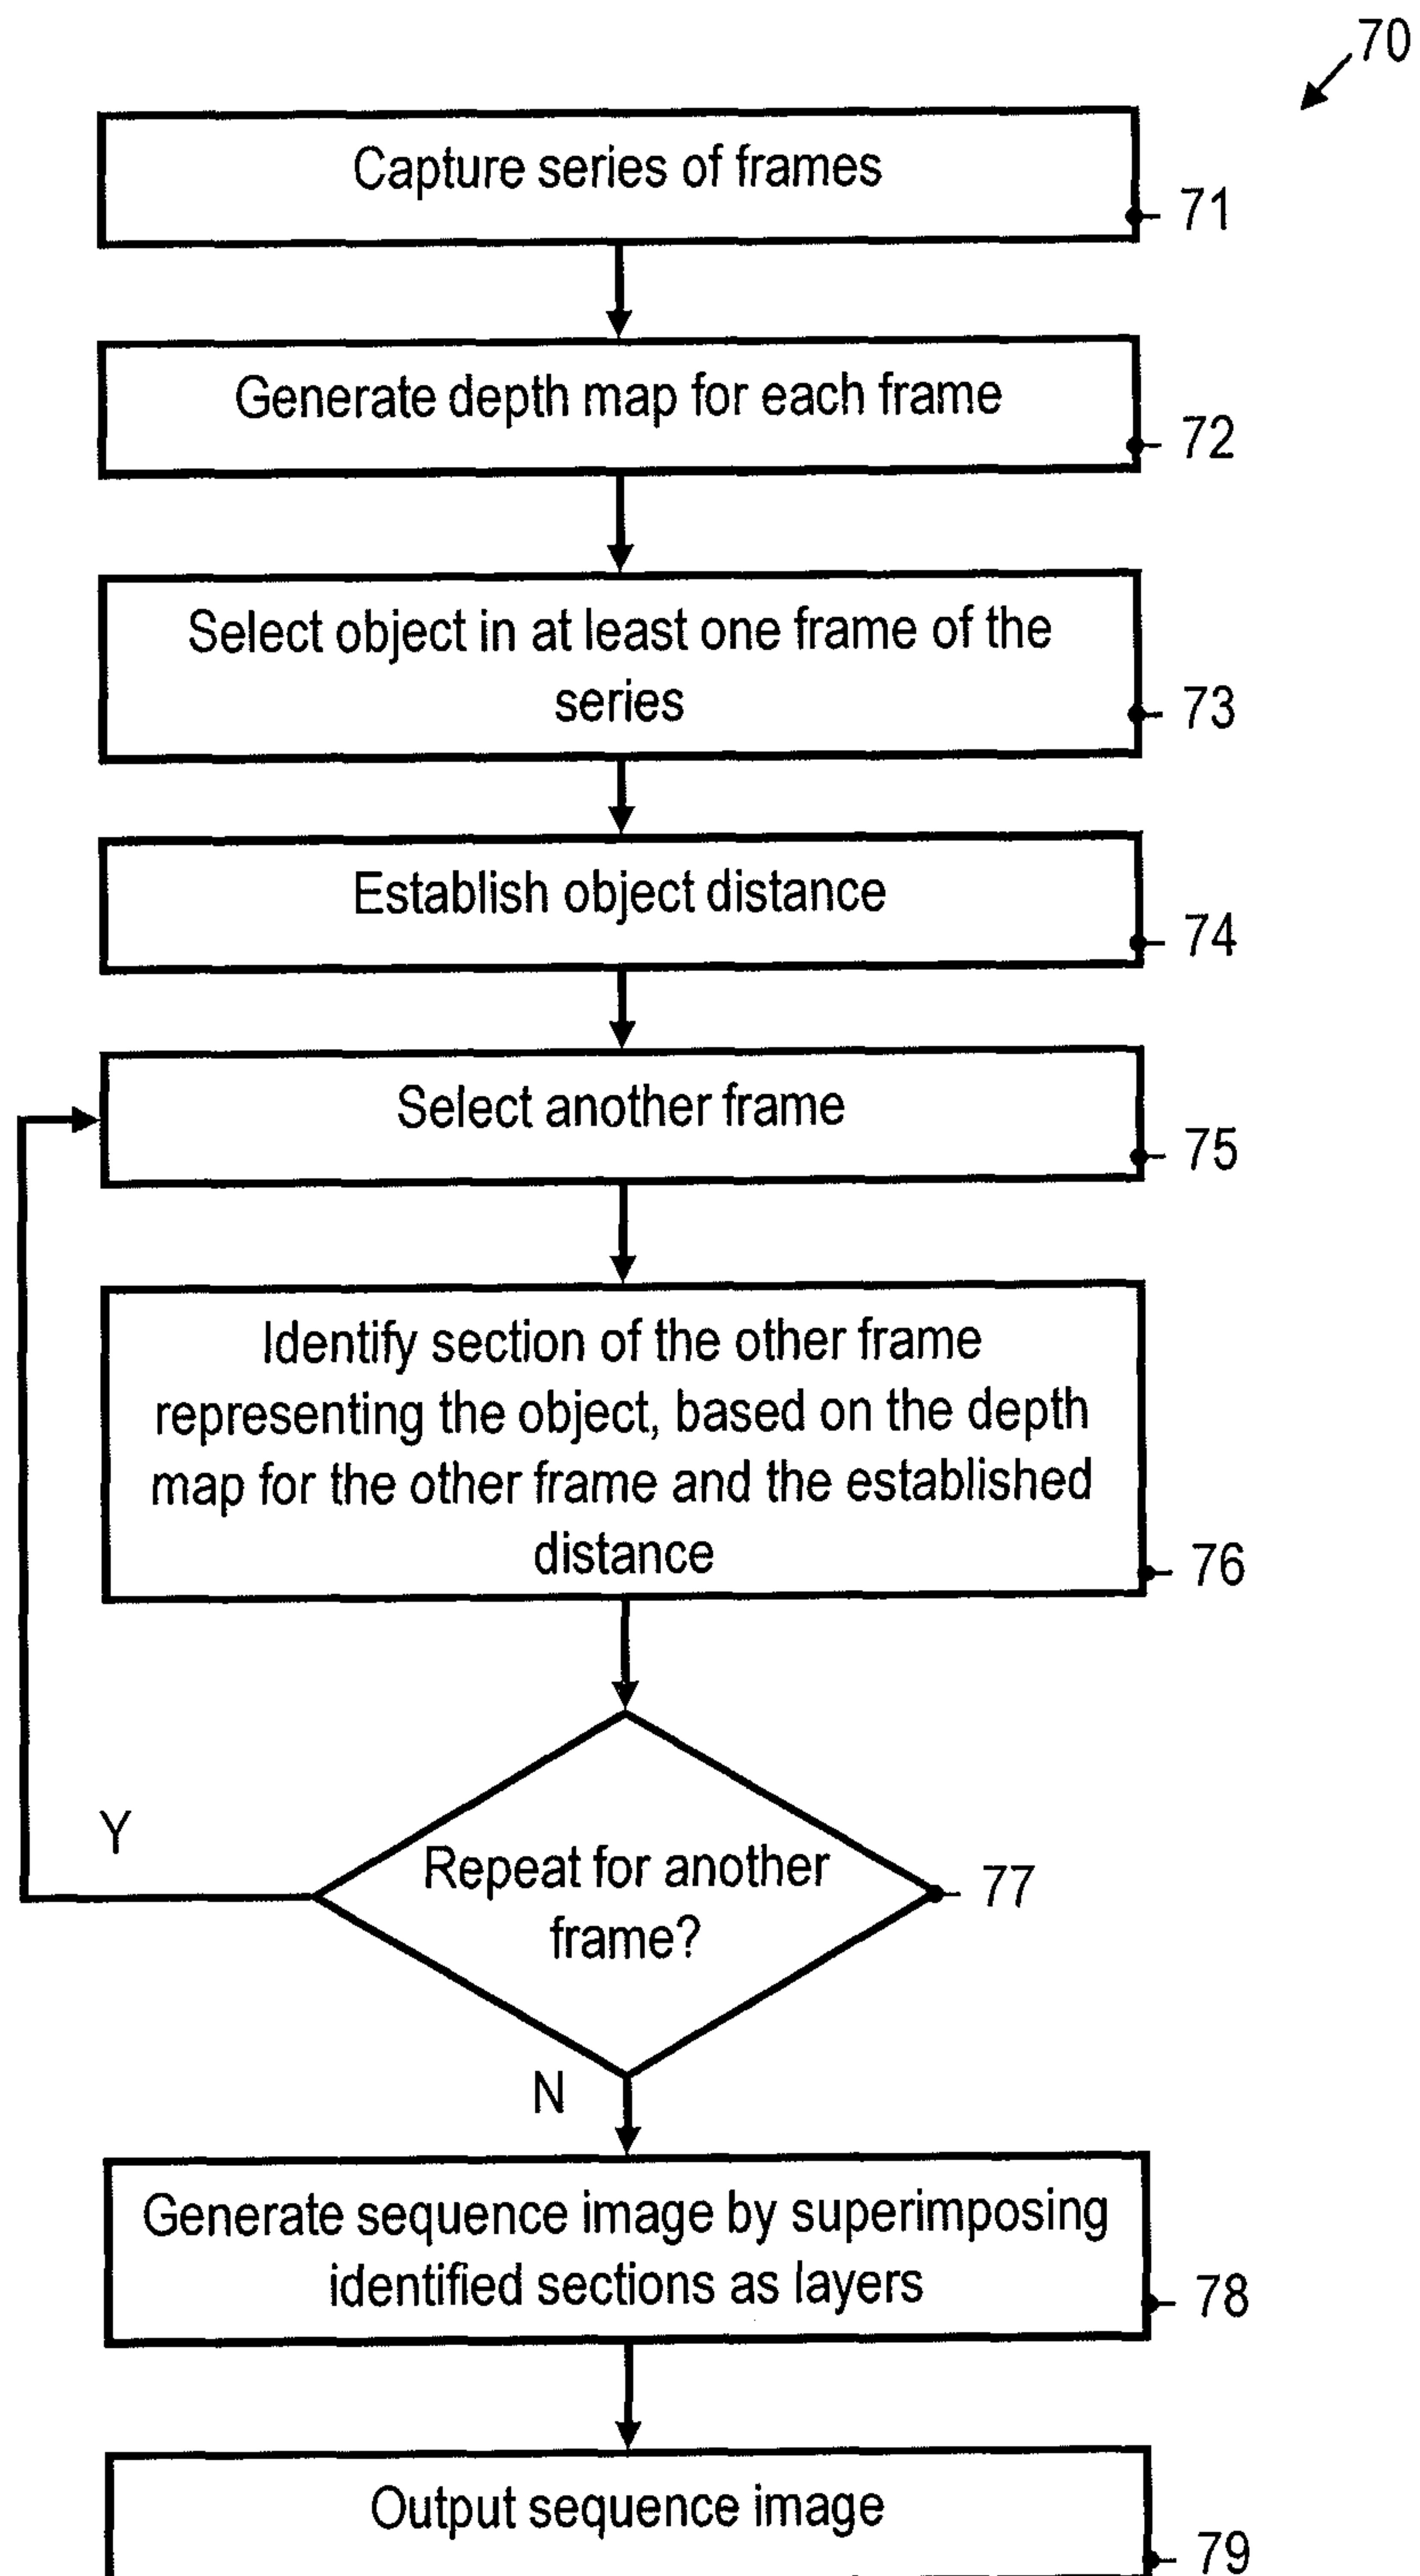 70
Capture series of frames
71
Generate depth map for each frame
72
Select object in at least one frame of the
series
73
Establish object distance
74
Select another frame
75
Identify section of the other frame
representing the object, based on the depth
map for the other frame and the established
distance
76
Y
Repeat for another
frame?
77
N
Generate sequence image by superimposing
identified sections as layers
78
Output sequence image
79